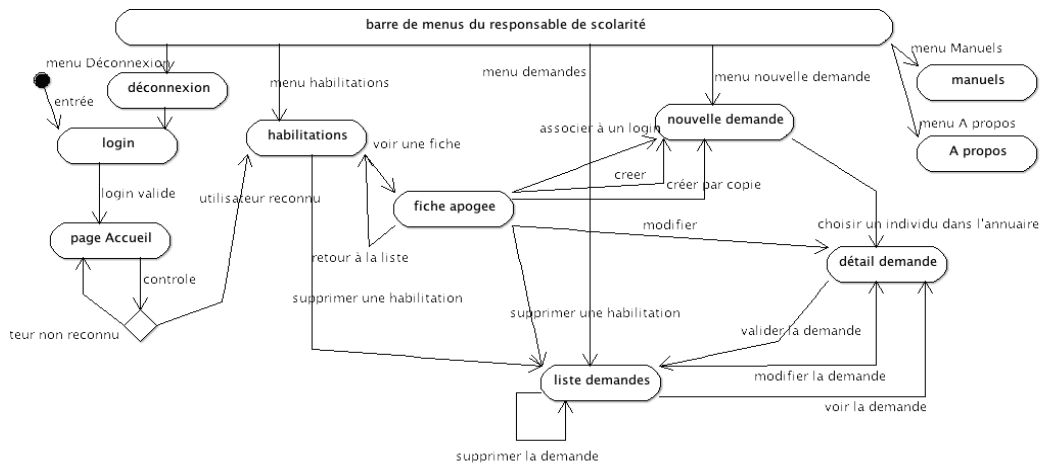 barre de menus du responsable de scolarité
menu Déconnexion
menu Manuels
menu demandes
menu nouvelle demande
menu habilitations
déconnexion
manuels
entrée
nouvelle demande
menu A propos
associer à un login
habilitations
login
voir une fiche
A propos
creer
créer par copie
login valide
utilisateur reconnu
fiche apogee
modifier
choisir un individu dans l'annuaire
page Accueil
retour à la liste
détail demande
controle
supprimer une habilitation
supprimer une habilitation
teur non reconnu
valider la demande
liste demandes
modifier la demande
voir la demande
supprimer la demande